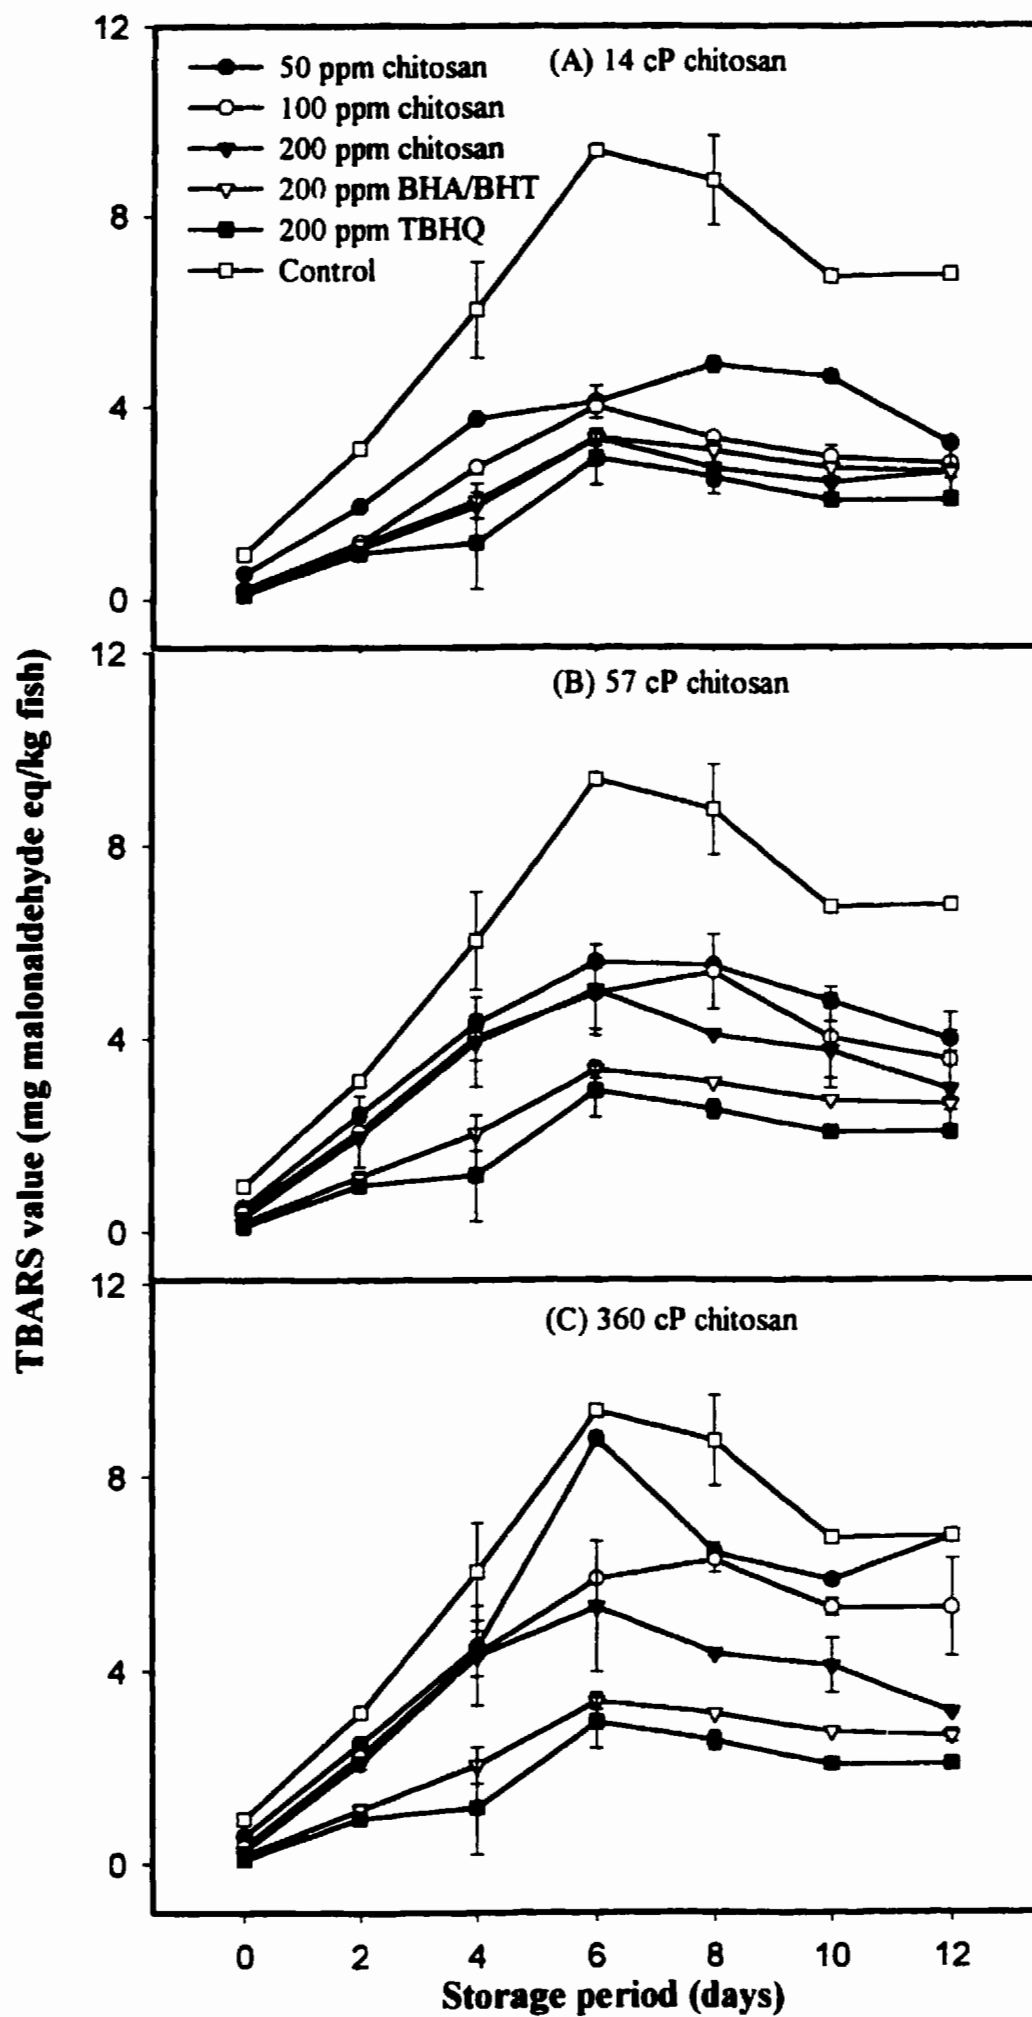 12
8
4
0
50 ppm chitosan
100 ppm chitosan
200 ppm chitosan
200 ppm BHA/BHT
200 ppm TBHQ
Control
(A) 14 cP chitosan
12
8
4
0
(B) 57 cP chitosan
12
8
4
0
(C) 360 cP chitosan
TBARS value (mg malonaldehyde eq/kg fish)
0 2 4 6 8 10 12
Storage period (days)